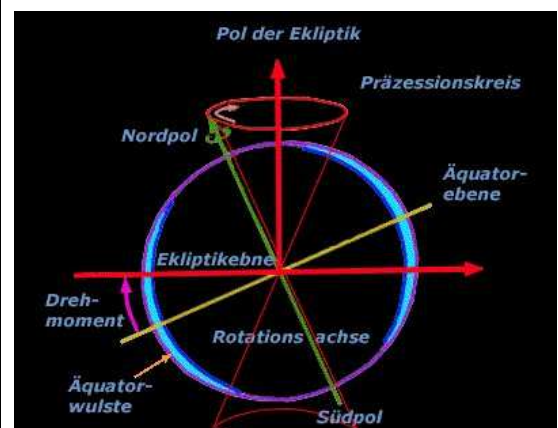 Pol der Ekliptik
Präzessionskreis
Nordpol
Äquator-
ebene
Ekliptikebne
Dreh-
moment
Rotations achse
Äquator-
wulste
Südpol